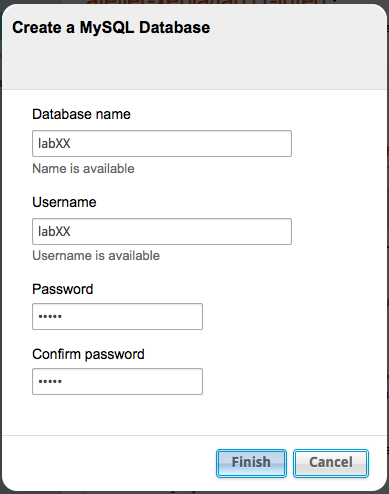 Create a MySQL Database
Database name
labXX
Name is available
Username
labXX
Username is available
Password
•••••
Confirm password
•••••
Finish
Cancel